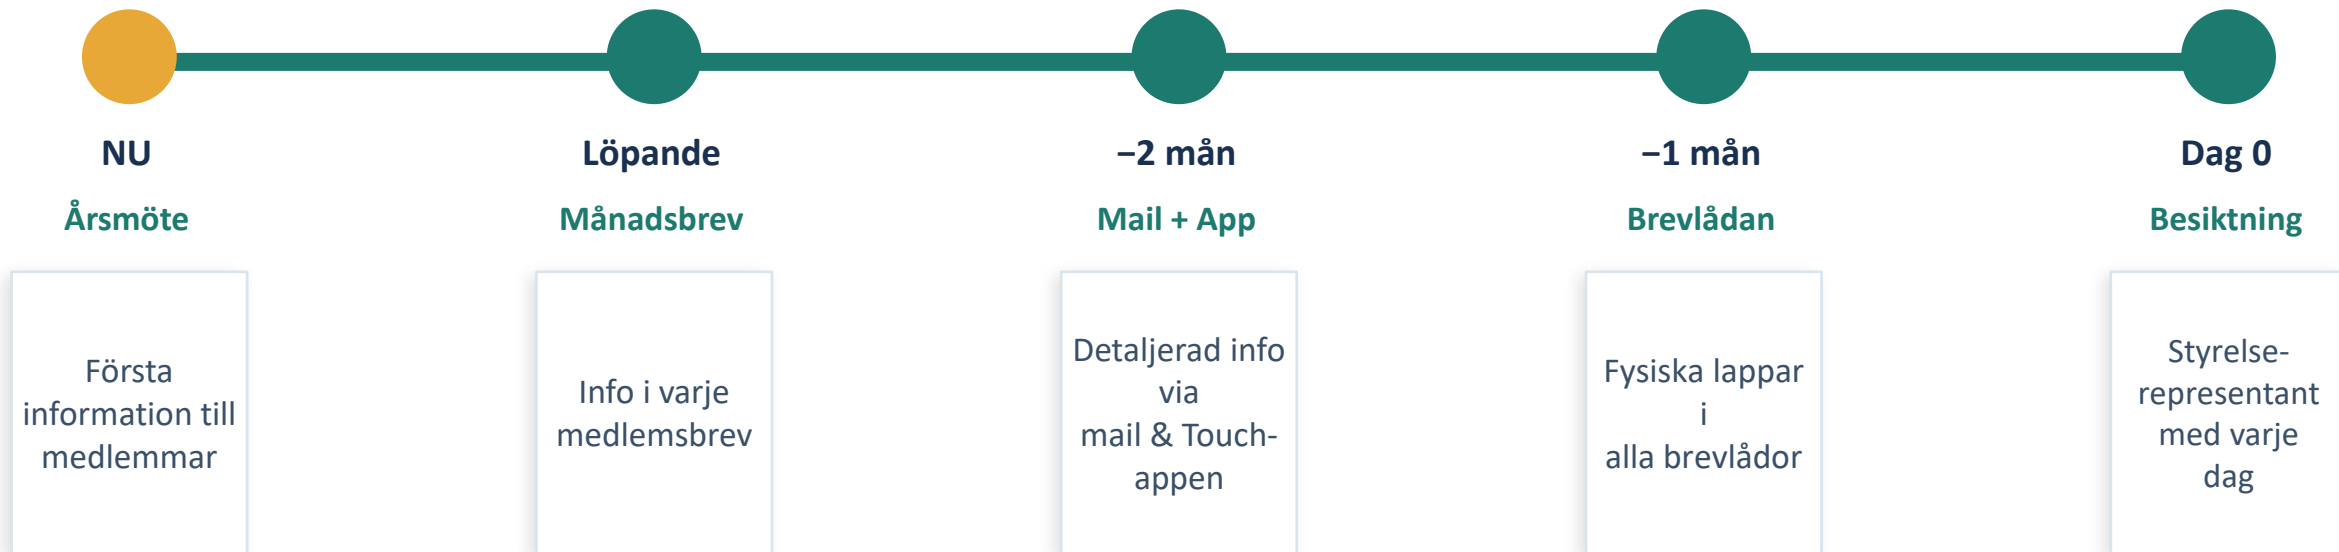 NU
Årsmöte
Första
information till
medlemmar
Löpande
Månadsbrev
Info i varje
medlemsbrev
−2 mån
Mail + App
Detaljerad info
via
mail & Touch-
appen
−1 mån
Brevlådan
Fysiska lappar
i
alla brevlådor
Dag 0
Besiktning
Styrelse-
representant
med varje
dag